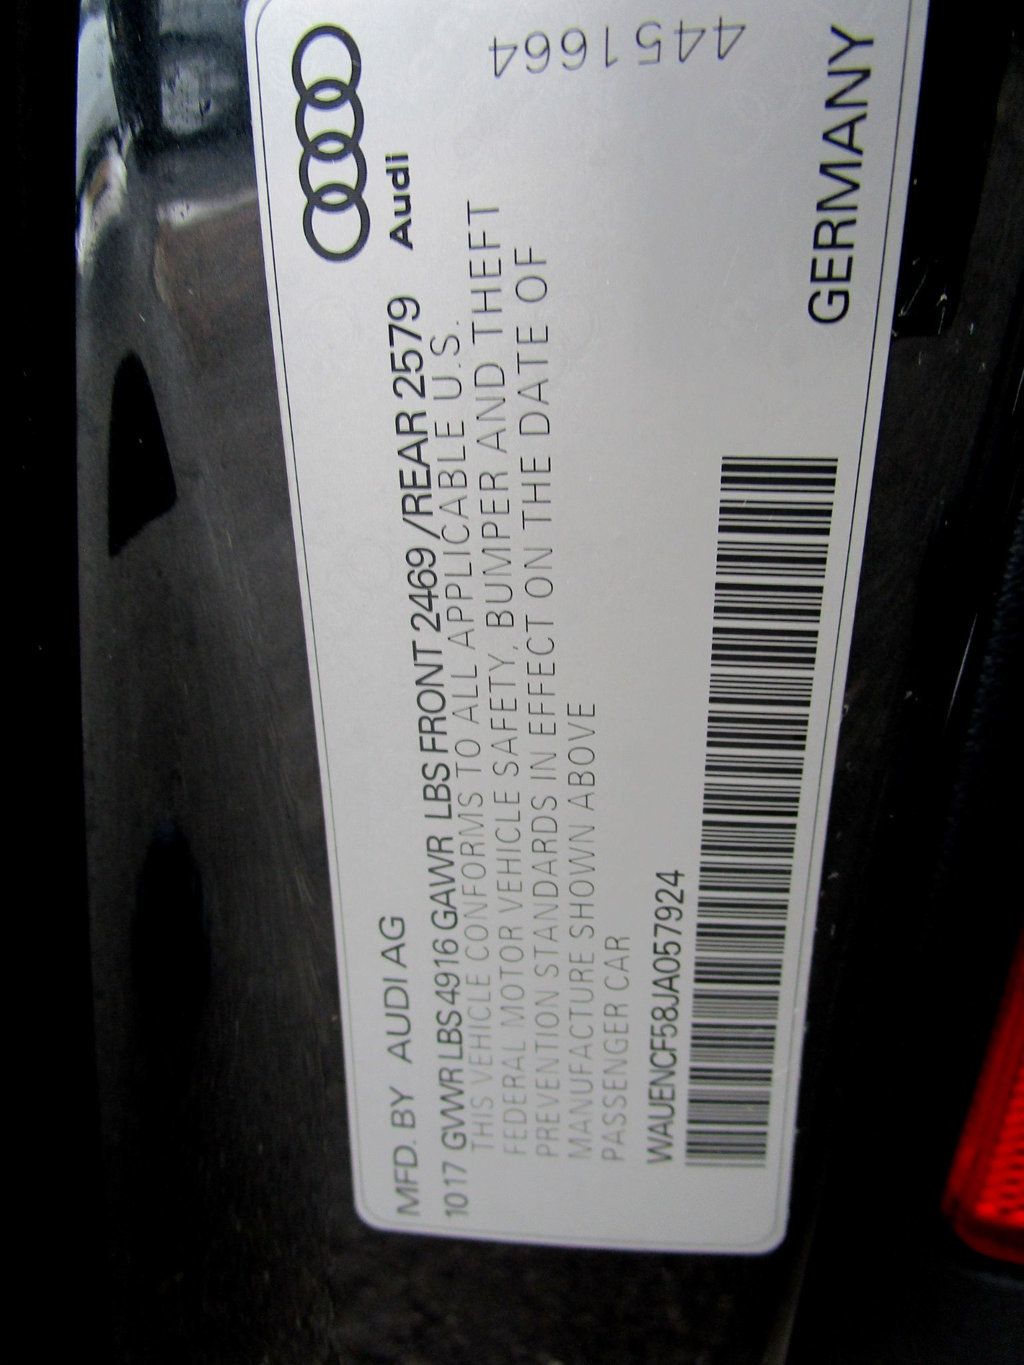 MFD. BY AUDI AG
Audi
1017 GVWR LBS 4916 GAWR LBS FRONT 2469 / REAR 2579
THIS VEHICLE CONFORMS TO ALL APPLICABLE U.S.
FEDERAL MOTOR VEHICLE SAFETY, BUMPER AND THEFT
PREVENTION STANDARDS IN EFFECT ON THE DATE OF
MANUFACTURE SHOWN ABOVE
PASSENGER CAR
WAUENCF58JA057924
GERMANY
4451664